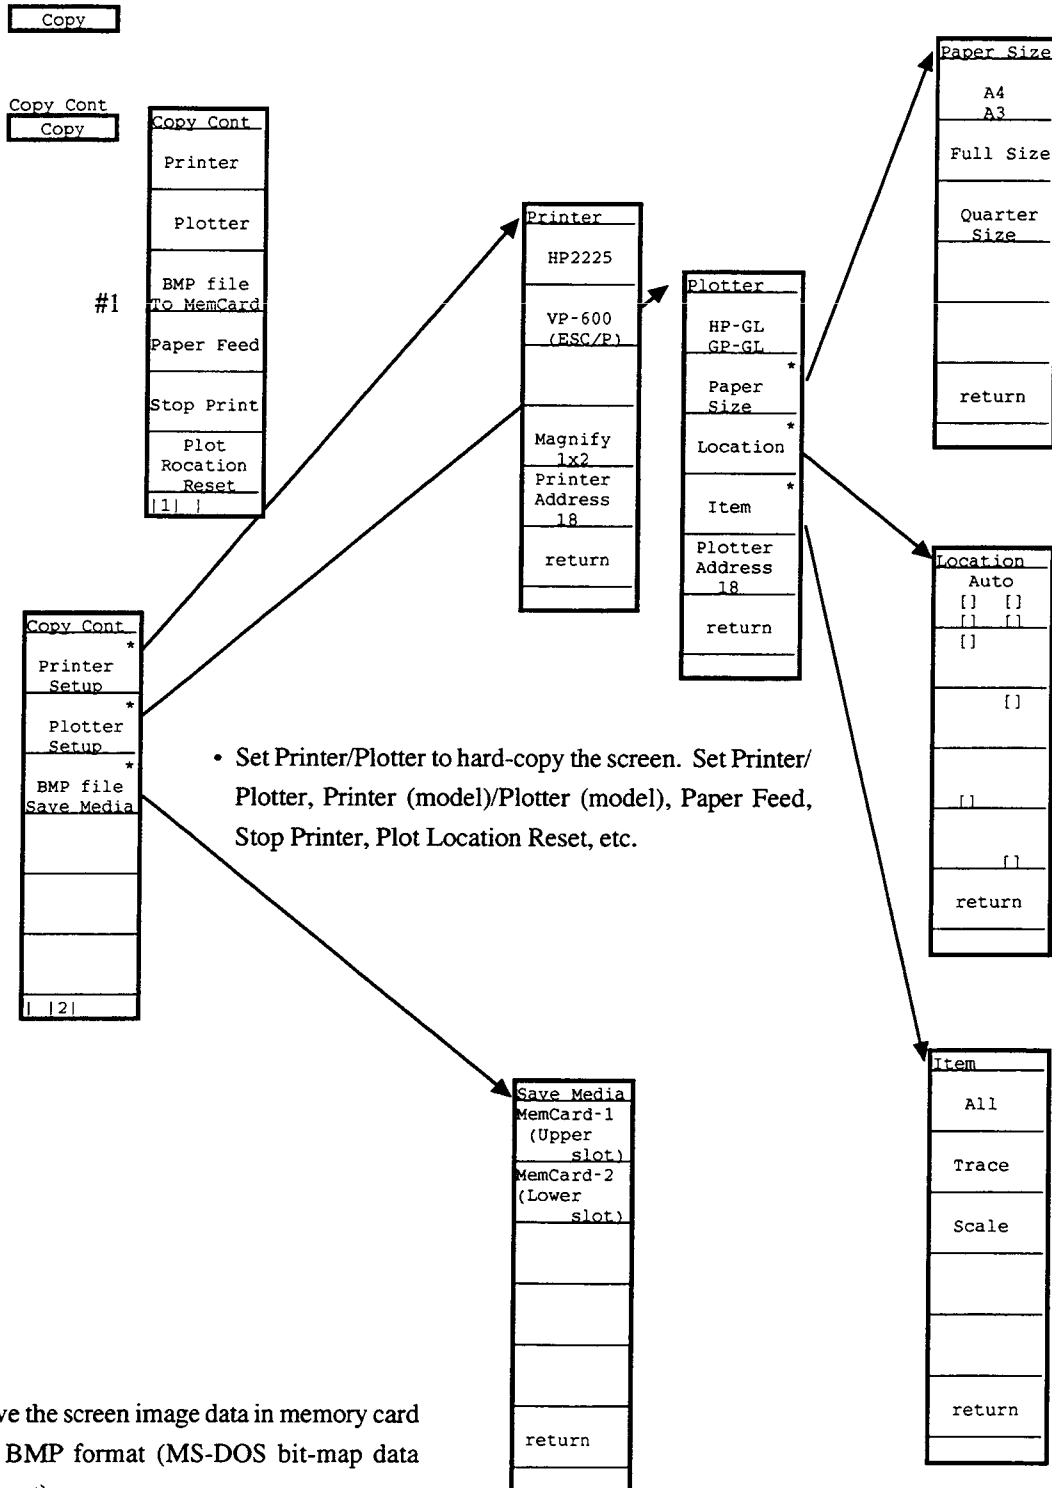 Copy
Copy Cont
Copy
Copy Cont
Printer
Plotter
#1
BMP file
To MemCard
Paper Feed
Stop Print
Plot
Rocation
Reset
|1| |
Copy Cont
*
Printer
Setup
*
Plotter
Setup
*
BMP file
Save Media
| |2|
Printer
HP2225
VP-600
(ESC/P)
Magnify
1x2
Printer
Address
18
return
Plotter
HP-GL
GP-GL
*
Paper
Size
*
Location
*
Item
Plotter
Address
18
return
Paper Size
A4
A3
Full Size
Quarter
Size
return
Location
Auto
[] []
[] []
[]
[]
[]
[]
return
• Set Printer/Plotter to hard-copy the screen. Set Printer/
Plotter, Printer (model)/Plotter (model), Paper Feed,
Stop Printer, Plot Location Reset, etc.
Save Media
MemCard-1
(Upper
slot)
MemCard-2
(Lower
slot)
return
Item
All
Trace
Scale
return
the screen image data in memory card
BMP format (MS-DOS bit-map data